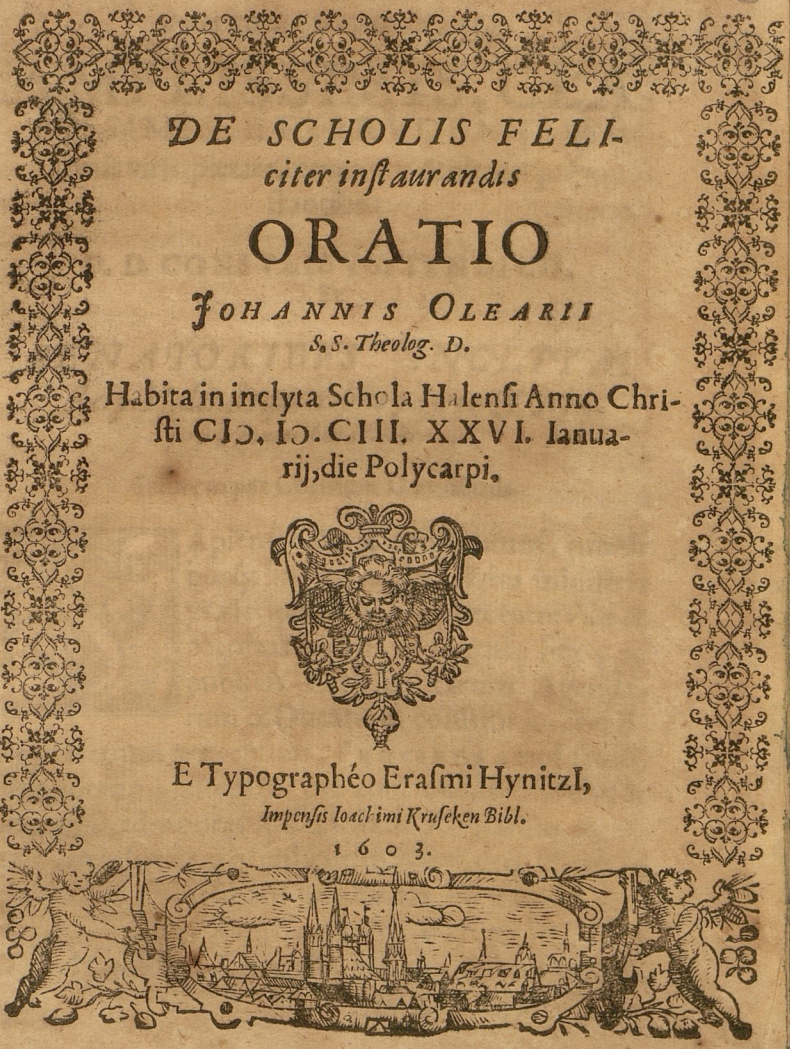 DE SCHOLIS FELI-
citer inſtaurandis
ORATIO
JOHANNIS OLEARII
S. S. Theolog. D.
Habita in inclyta Schola Halenſi Anno Chri-
ſti CIↃ. IↃ. CIII. XXVI. Ianua-
rij, die Polycarpi.
E Typographéo Eraſmi HynitzI,
Impenſis Ioachimi Kruſeken Bibl.
1603.